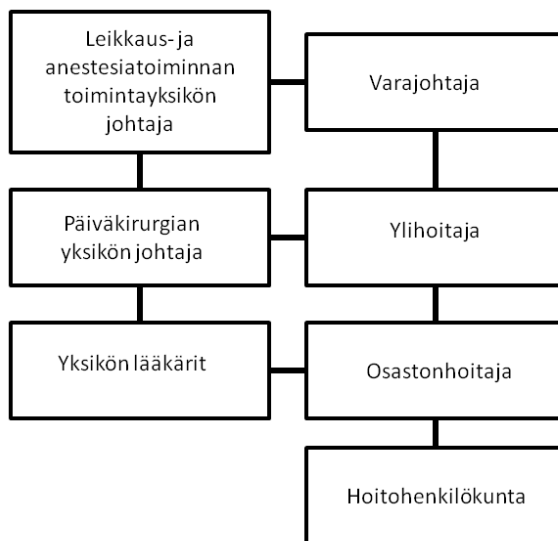 Leikkaus- ja
anestesiatoiminnan
toimintayksikön
johtaja
Varajohtaja
Päiväkirurgian
yksikön johtaja
Ylihoitaja
Yksikön lääkärit
Osastonhoitaja
Hoitohenkilökunta